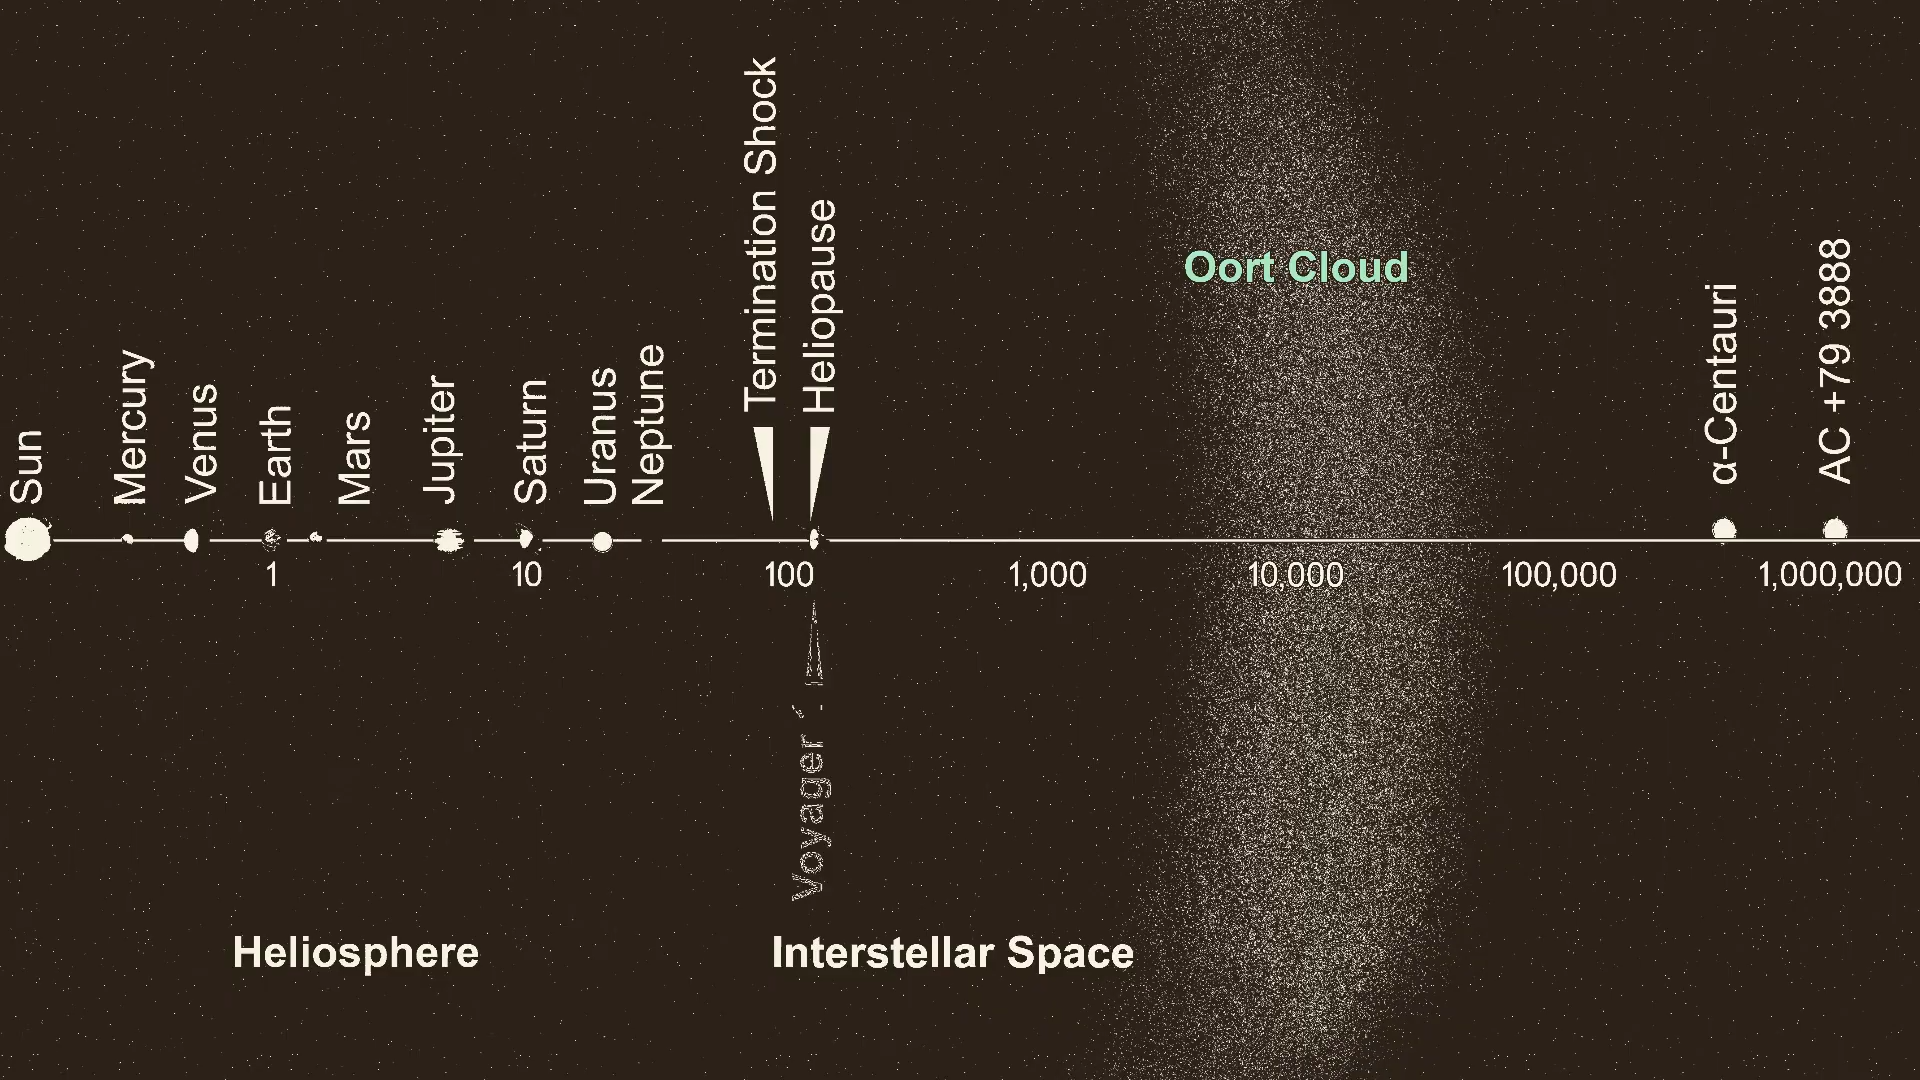 Sun
Mercury
Venus
Earth
Mars
Jupiter
Saturn
Uranus
Neptune
Termination Shock
Heliopause
Oort Cloud
α-Centauri
AC +79 3888
1
10
100
1,000
10,000
100,000
1,000,000
Voyager 1
Heliosphere
Interstellar Space